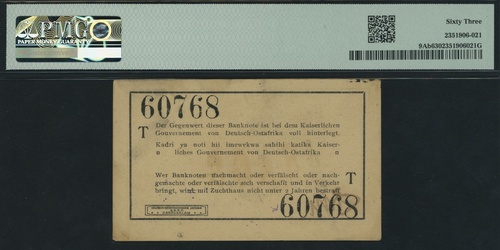 PMG
PAPER MONEY GUARANTY
Sixty Three
2351906-021
9Ah6302351906021G
60768
T
Der Gegenwert dieser Banknote ist bei dem Kaiserlichen
Gouvernement von Deutsch-Ostafrika voll hinterlegt.
Kadri ya noti hii imewekwa sahihi katika Kaiser-
liches Gouvernement von Deutsch-Ostafrika
Wer Banknoten nachmacht oder verfälscht oder nach-
gemachte oder verfälschte sich verschafft und in Verkehr
bringt, wird mit Zuchthaus nicht unter 2 Jahren bestraft
T
60768